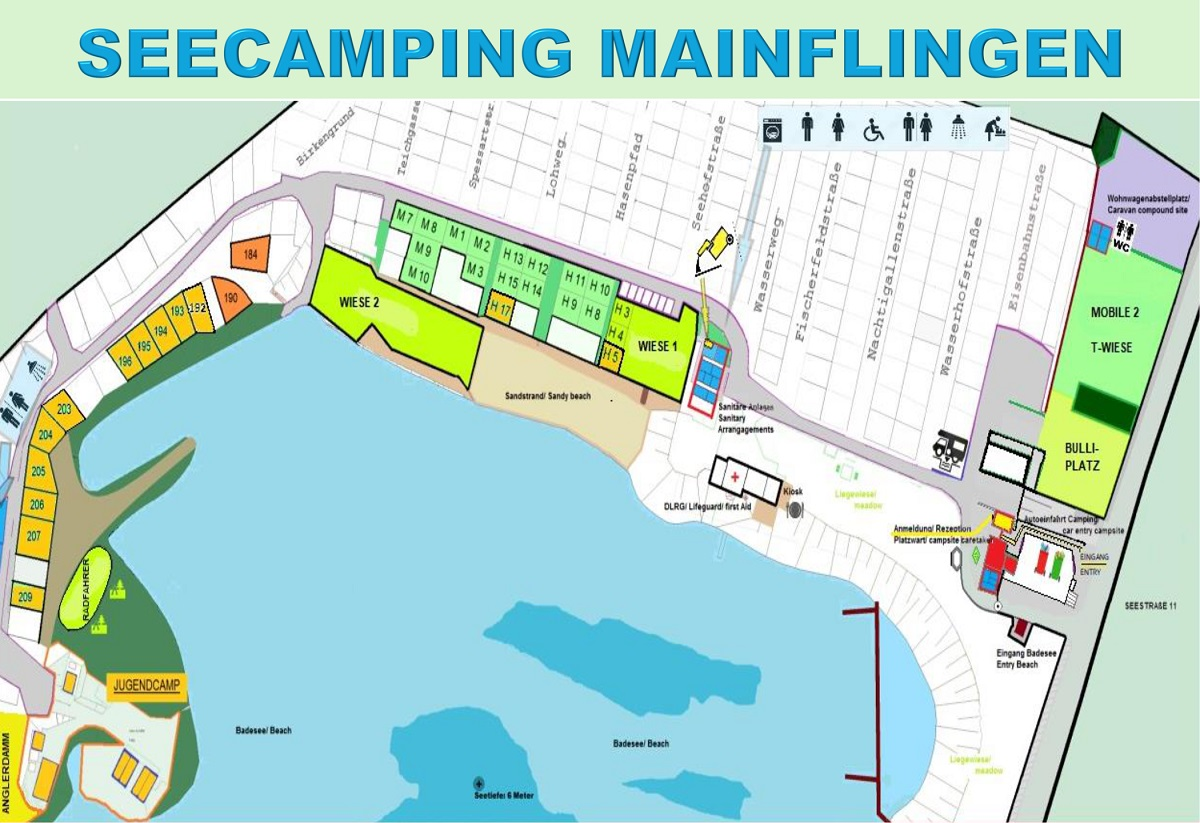 SEECAMPING MAINFLINGEN
Birkengrund
Teichgasse
Spessartstr
Lohweg
Hasenpfad
Seehofstraße
Wasserweg
Fischerfeldstraße
Nachtigallenstraße
Wasserhofstraße
Eisenbahnstraße
Wohnwagenabstellplatz/
Caravan compound site
WC
MOBILE 2
T-WIESE
BULLI-
PLATZ
M 7
M 8
M 1
M 2
M 9
M 3
M 10
H 13
H 12
H 15
H 14
H 17
H 11
H 10
H 9
H 8
H 3
H 4
H 5
WIESE 2
WIESE 1
184
190
192
193
194
195
196
203
204
205
206
207
209
Sandstrand/ Sandy beach
Sanitäre Anlagen
Sanitary
Arrangagements
DLRG/ Lifeguard/ first Aid
Kiosk
Liegewiese/
meadow
Anmeldung/ Rezeption
Platzwart/ campsite caretaker
Autoeinfahrt Camping/
car entry campsite
EINGANG
ENTRY
SEESTRAßE 11
Eingang Badesee
Entry Beach
RADFAHRER
JUGENDCAMP
ANGLERDAMM
Badesee/ Beach
Badesee/ Beach
Seetiefe: 6 Meter
Liegewiese/
meadow